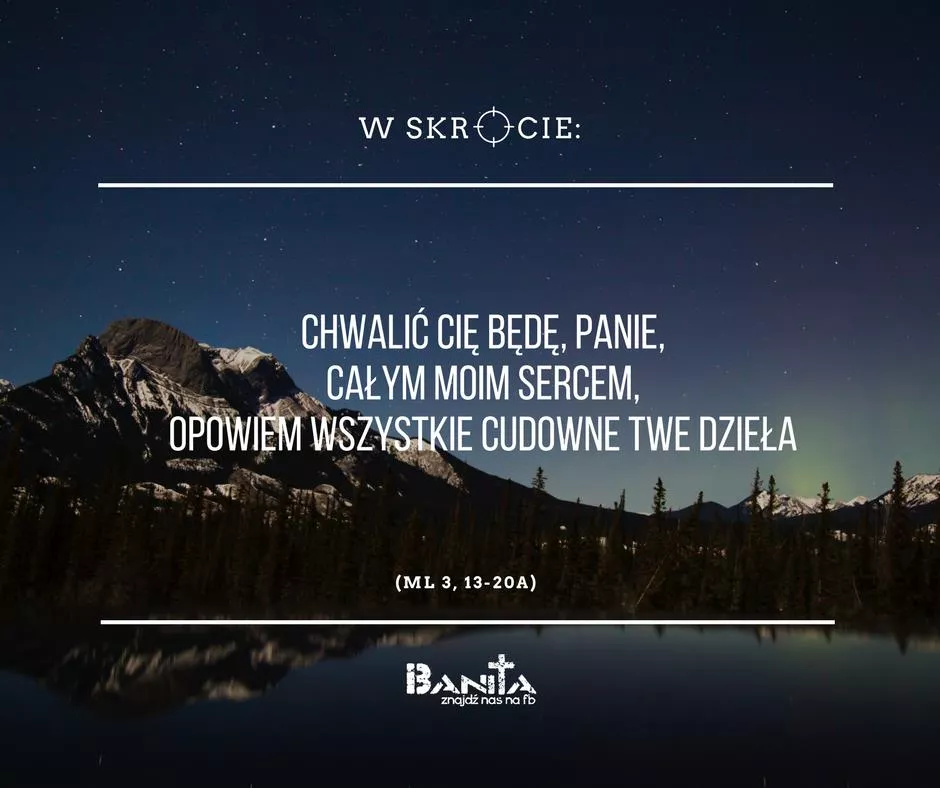 W SKRÓCIE:
CHWALIĆ CIĘ BĘDĘ, PANIE,
CAŁYM MOIM SERCEM,
OPOWIEM WSZYSTKIE CUDOWNE TWE DZIEŁA
(ML 3, 13-20A)
BANITA
znajdź nas na fb